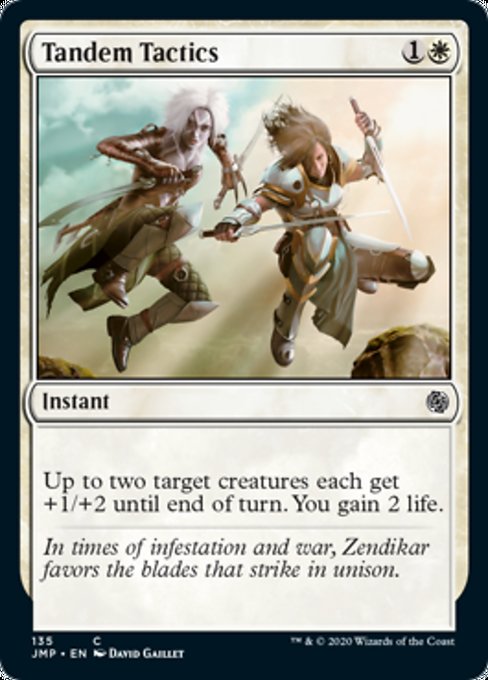 Tandem Tactics 1
Instant
Up to two target creatures each get
+1/+2 until end of turn. You gain 2 life.
In times of infestation and war, Zendikar
favors the blades that strike in unison.
135 C
JMP • EN DAVID GAILLET
™ & © 2020 Wizards of the Coast